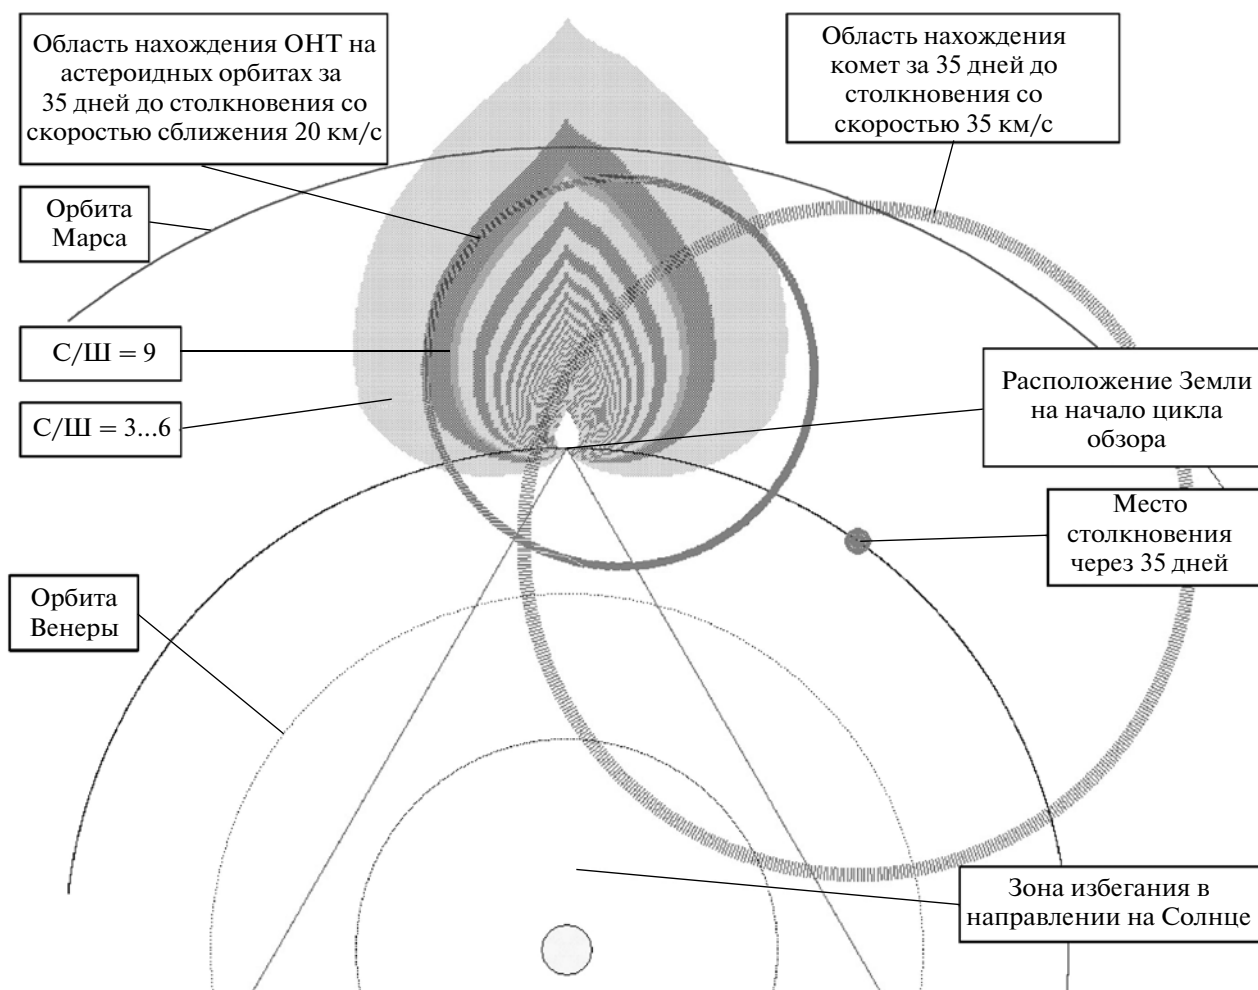 Область нахождения ОНТ на
астероидных орбитах за
35 дней до столкновения со
скоростью сближения 20 км/с
Область нахождения
комет за 35 дней до
столкновения со
скоростью 35 км/с
Орбита
Марса
С/Ш = 9
С/Ш = 3...6
Расположение Земли
на начало цикла
обзора
Место
столкновения
через 35 дней
Орбита
Венеры
Зона избегания в
направлении на Солнце